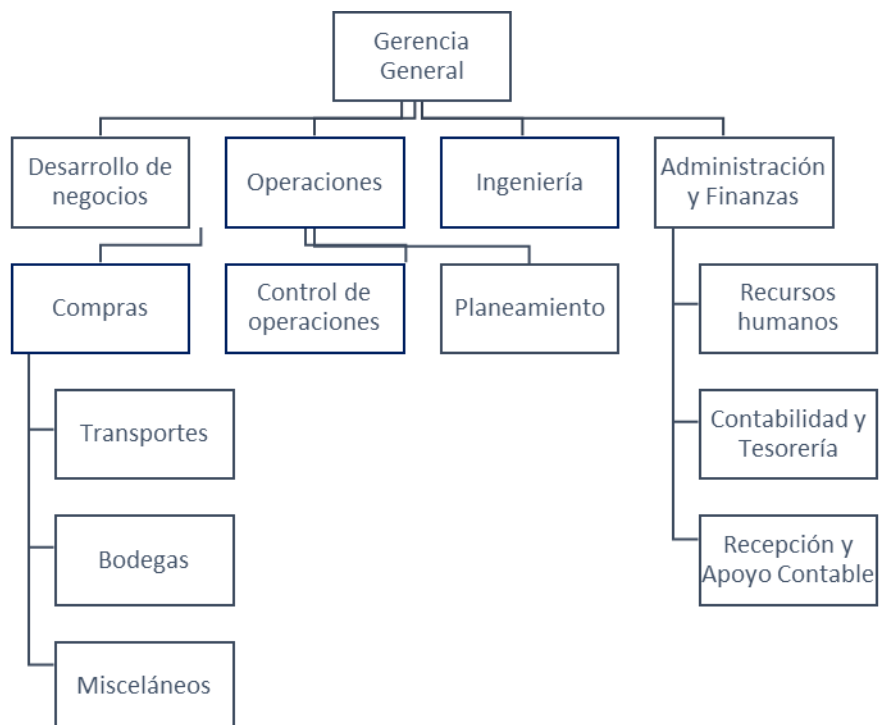 Gerencia
General
Desarrollo de
negocios
Operaciones
Ingeniería
Administración
y Finanzas
Compras
Control de
operaciones
Planeamiento
Recursos
humanos
Transportes
Contabilidad y
Tesorería
Bodegas
Recepción y
Apoyo Contable
Misceláneos